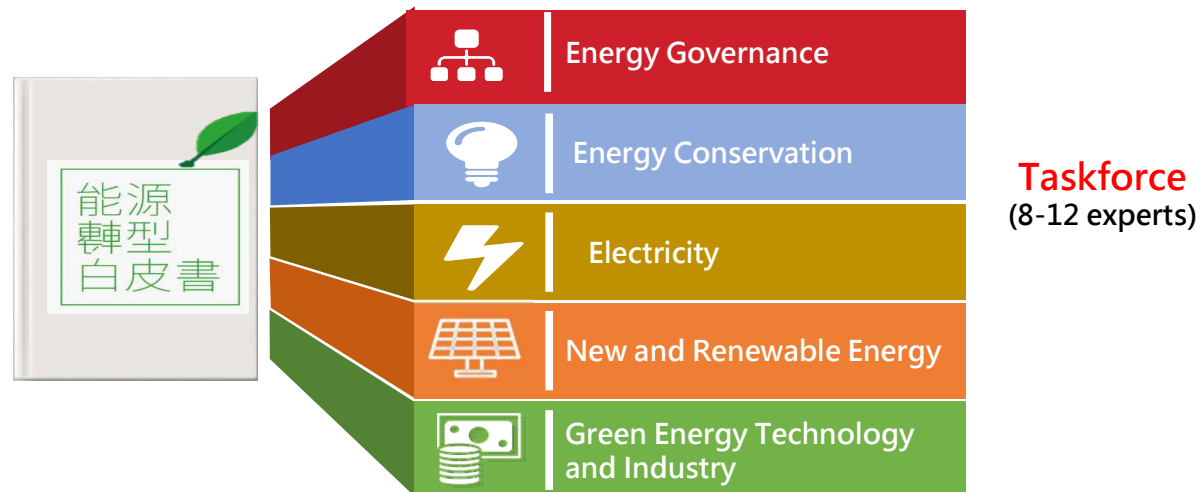 能源
轉型
白皮書
Energy Governance
Energy Conservation
Electricity
New and Renewable Energy
Green Energy Technology
and Industry
Taskforce
(8-12 experts)